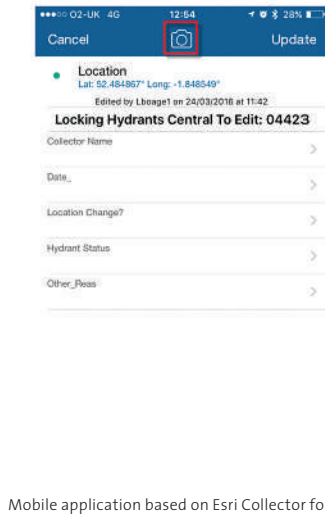 ●●●○○ O2-UK 4G 12:54 28%
Cancel Update
Location
Lat: 52.484867° Long: -1.848549°
Edited by Lboage1 on 24/03/2016 at 11:42
Locking Hydrants Central To Edit: 04423
Collector Name
Date_
Location Change?
Hydrant Status
Other_Reas
Mobile application based on Esri Collector fo